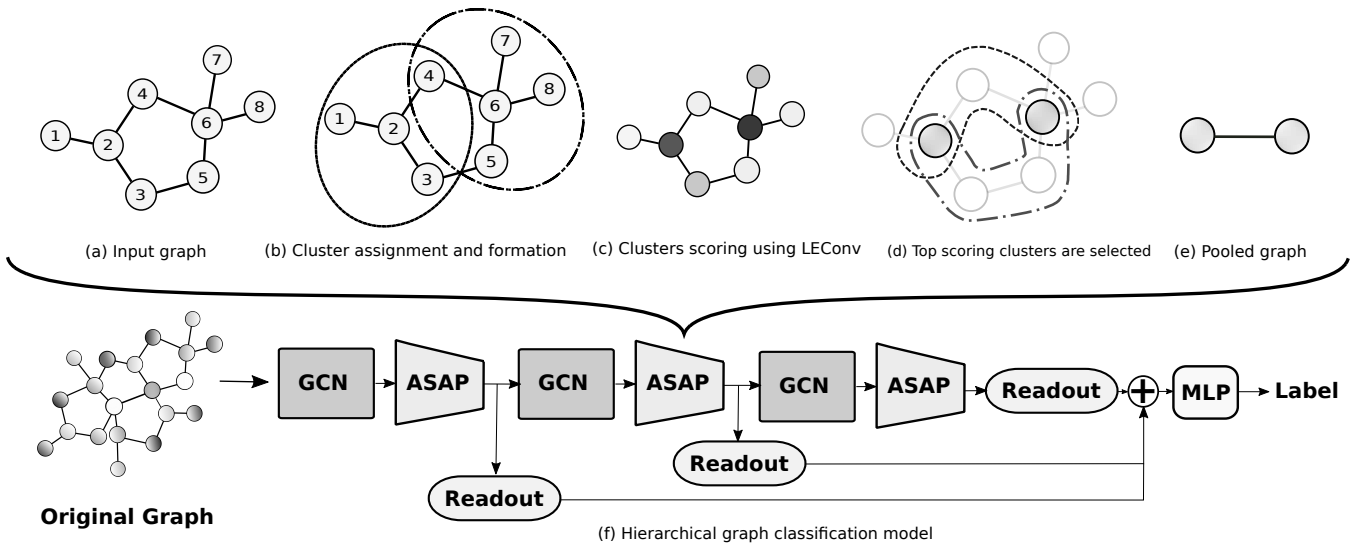 7
4
8
6
1
2
5
3
7
4
8
6
1
2
5
3
(a) Input graph
(b) Cluster assignment and formation
(c) Clusters scoring using LEConv
(d) Top scoring clusters are selected
(e) Pooled graph
GCN
ASAP
GCN
ASAP
GCN
ASAP
Readout
+
MLP
Label
Readout
Readout
Original Graph
(f) Hierarchical graph classification model